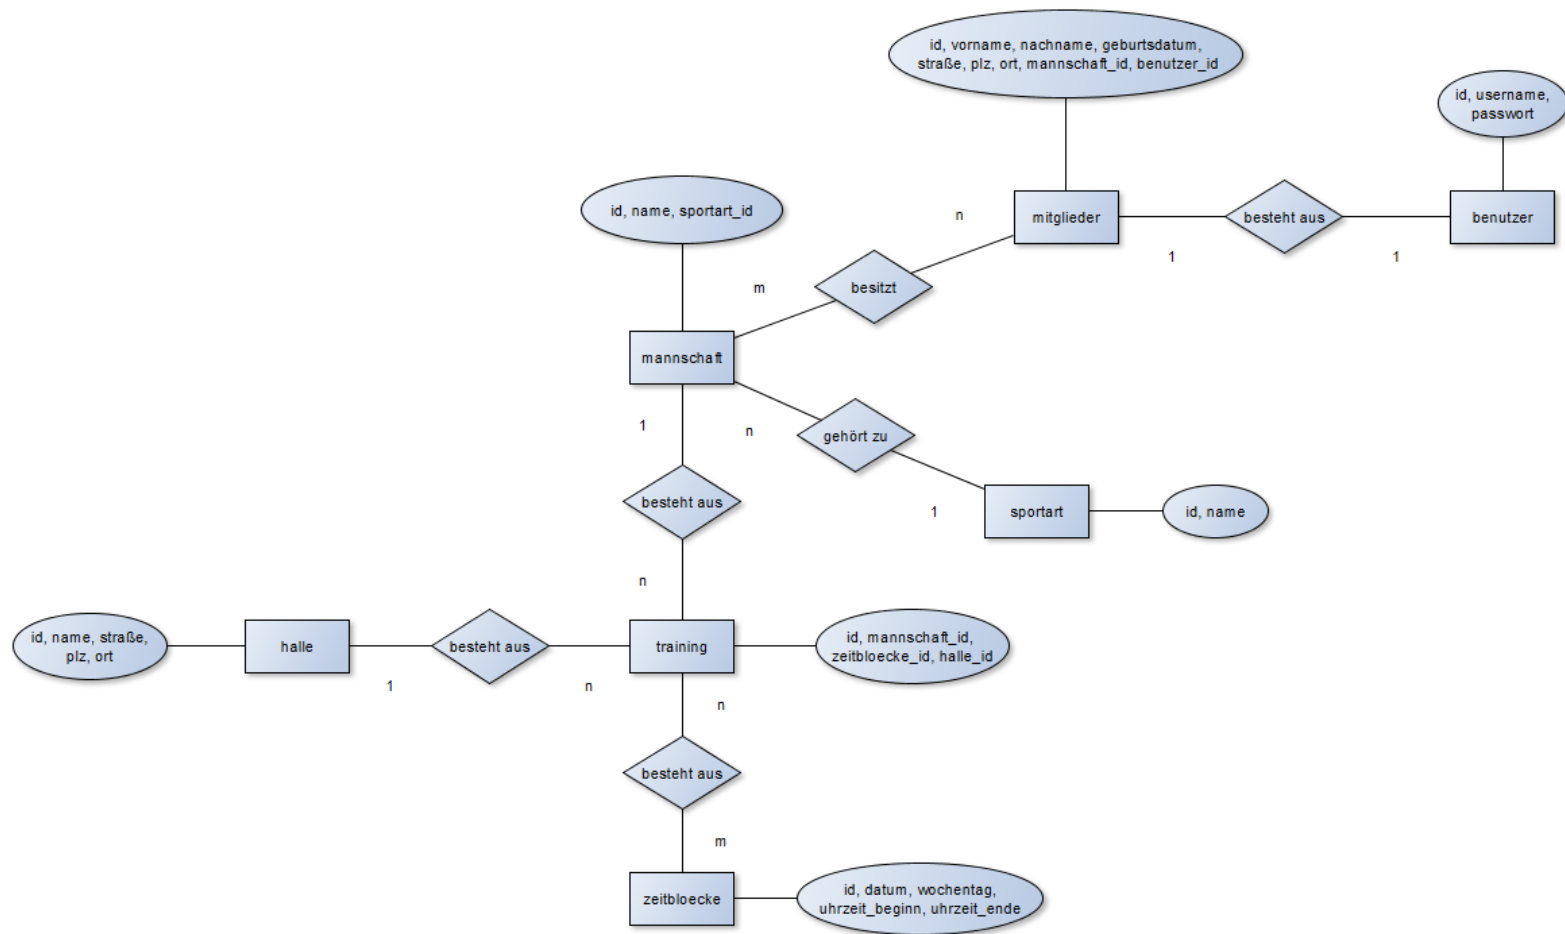 id, vorname, nachname, geburtsdatum,
straße, plz, ort, mannschaft_id, benutzer_id
id, username,
passwort
id, name, sportart_id
n
mitglieder
besteht aus
benutzer
1
1
m
besitzt
mannschaft
1
n
gehört zu
besteht aus
1
sportart
id, name
n
id, name, straße,
plz, ort
halle
besteht aus
training
id, mannschaft_id,
zeitbloecke_id, halle_id
1
n
n
besteht aus
m
zeitbloecke
id, datum, wochentag,
uhrzeit_beginn, uhrzeit_ende